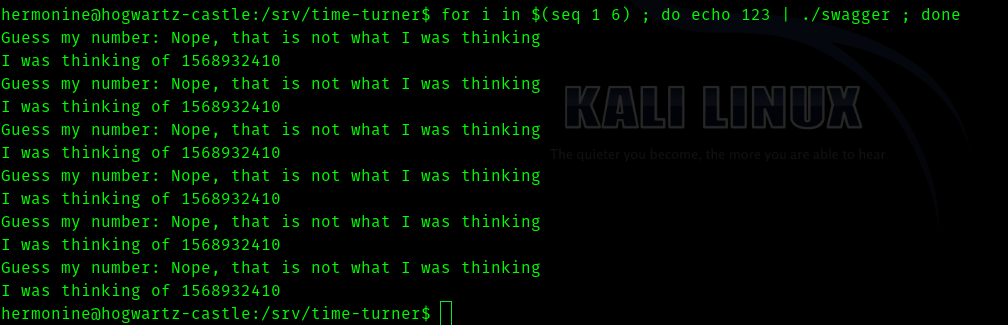 hermonine@hogwartz-castle:/srv/time-turner$ for i in $(seq 1 6) ; do echo 123 | ./swagger ; done
Guess my number: Nope, that is not what I was thinking
I was thinking of 1568932410
Guess my number: Nope, that is not what I was thinking
I was thinking of 1568932410
Guess my number: Nope, that is not what I was thinking
I was thinking of 1568932410
Guess my number: Nope, that is not what I was thinking
I was thinking of 1568932410
Guess my number: Nope, that is not what I was thinking
I was thinking of 1568932410
Guess my number: Nope, that is not what I was thinking
I was thinking of 1568932410
hermonine@hogwartz-castle:/srv/time-turner$
KALI LINUX
The quieter you become, the more you are able to hear.